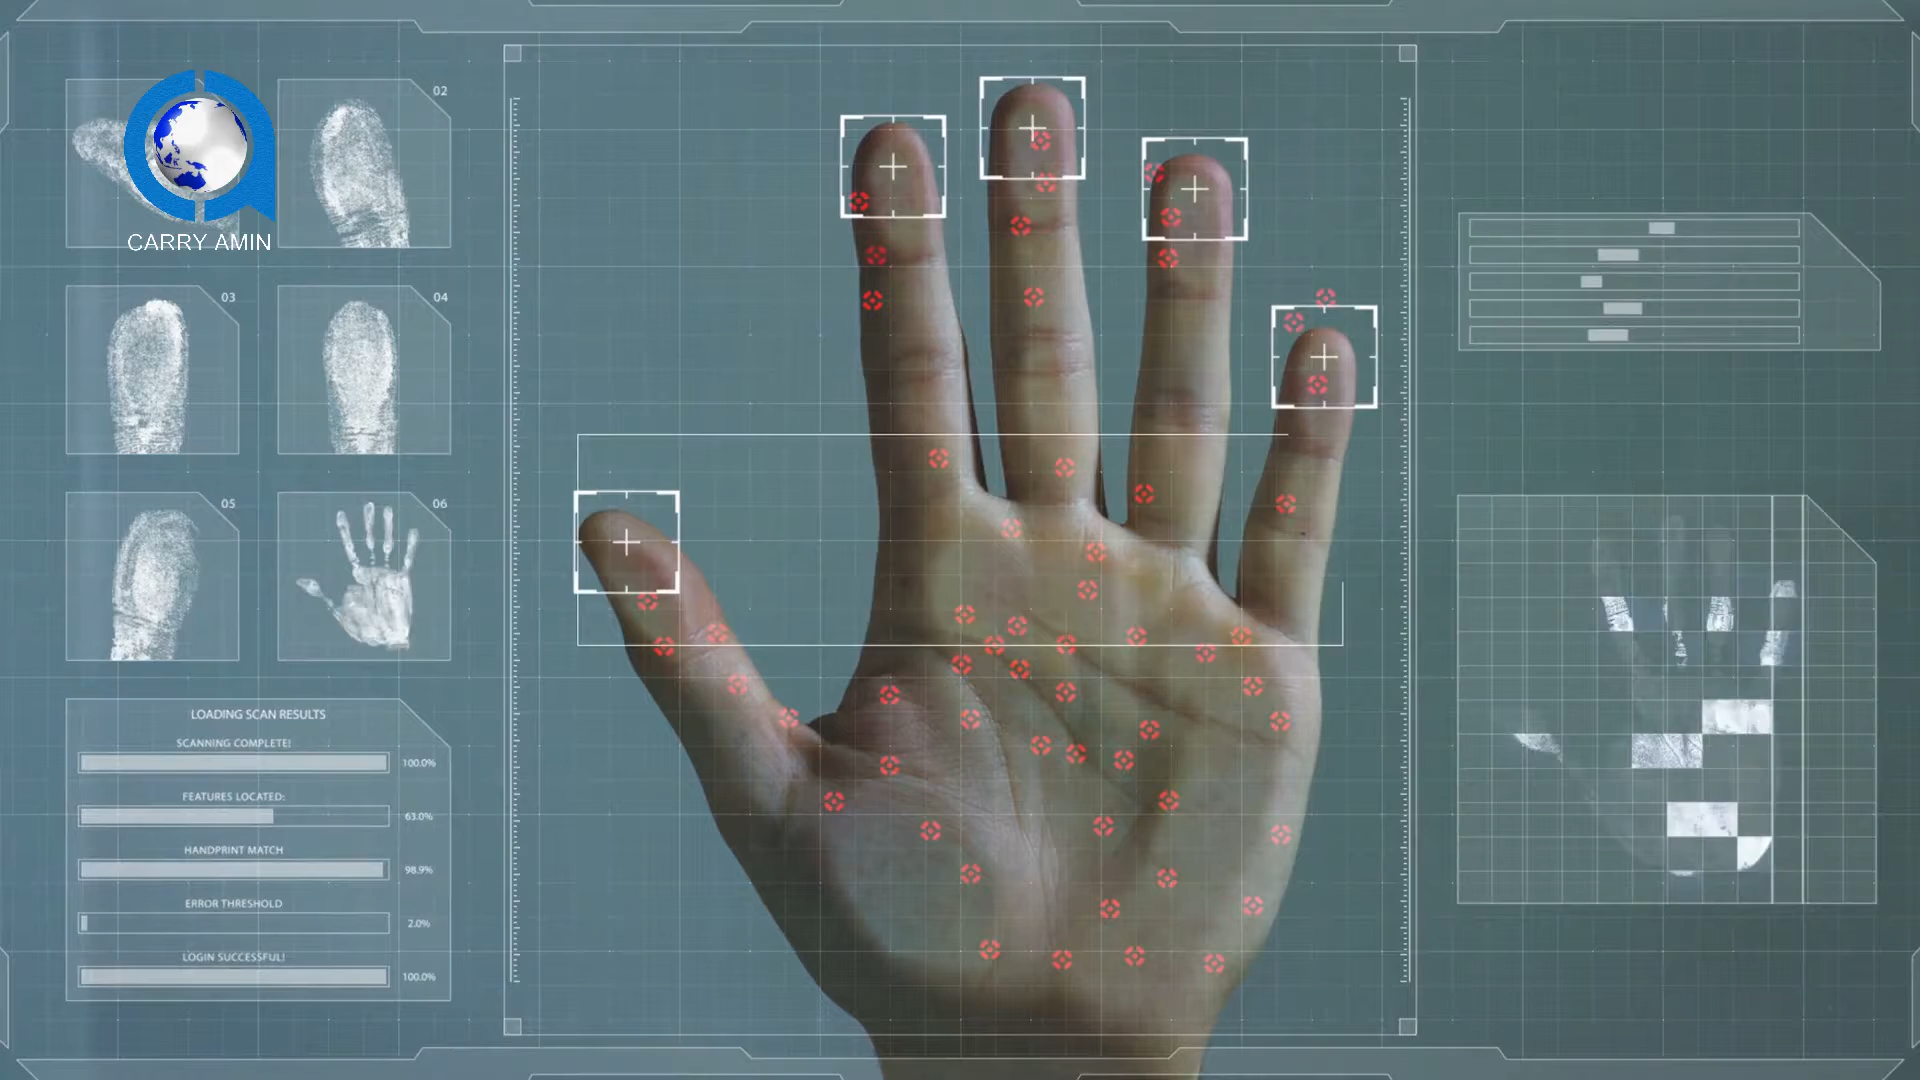 02
CARRY AMIN
03
04
05
06
LOADING SCAN RESULTS
SCANNING COMPLETE!
100.0%
FEATURES LOCATED:
63.0%
HANDPRINT MATCH
98.9%
ERROR THRESHOLD
2.0%
LOGIN SUCCESSFUL!
100.0%